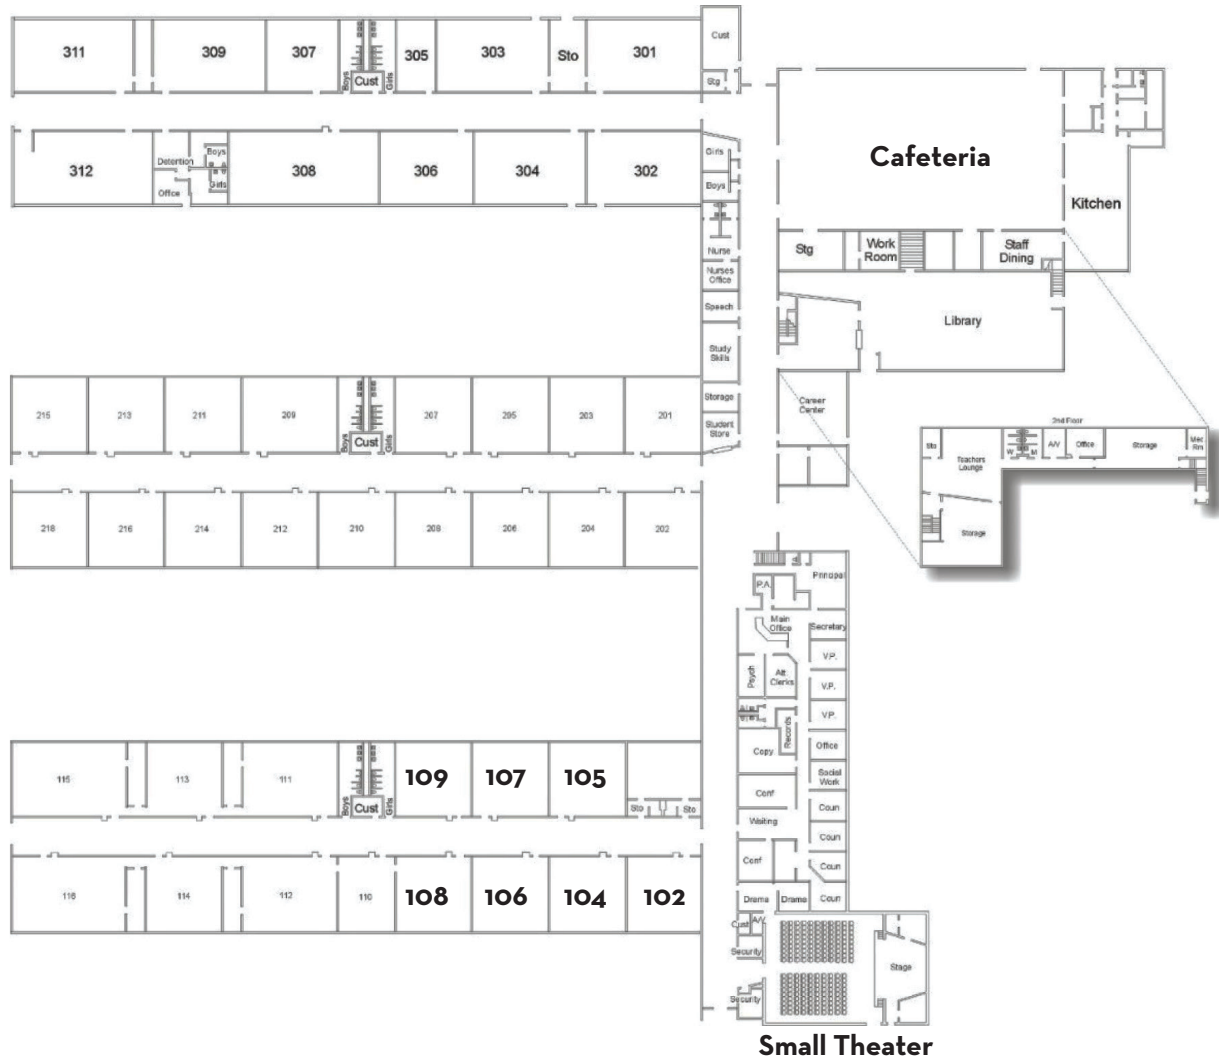 311
309
307
Boys
Cust
Girls
305
303
Sto
301
Cust
Stg
312
Detention
Boys
Office
Girls
308
306
304
302
Girls
Boys
Nurse
Nurses
Office
Speech
Study
Skills
Storage
Student
Store
Cafeteria
Kitchen
Stg
Work
Room
Staff
Dining
Library
Career
Center
215
213
211
209
Boys
Cust
Girls
207
205
203
201
218
216
214
212
210
208
206
204
202
2nd Floor
Sto
Teachers
Lounge
W
M
A/V
Office
Storage
Mec
Rm
Storage
Principal
P.A.
Main
Office
Secretary
V.P.
Psych
Att
Clerks
V.P.
V.P.
Records
Copy
Office
Social
Work
Conf
Coun
Waiting
Coun
Conf
Coun
Drama
Drama
Coun
115
113
111
Boys
Cust
Girls
109
107
105
Sto
Sto
116
114
112
110
108
106
104
102
Cust
A/V
Security
Stage
Security
Small Theater